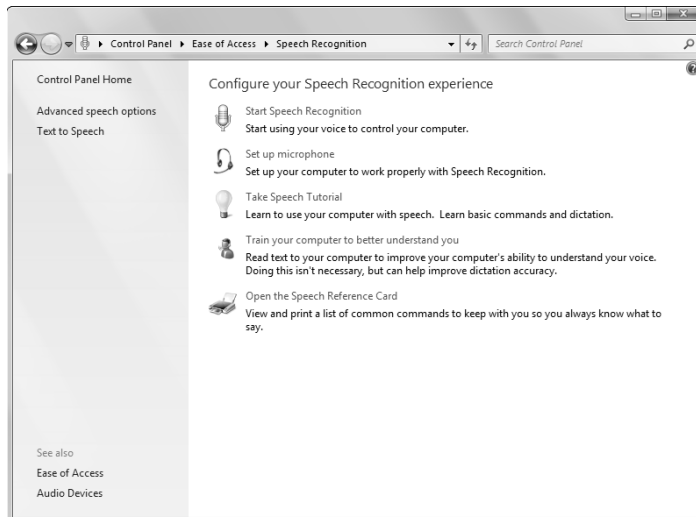 Control Panel ▸ Ease of Access ▸ Speech Recognition
Search Control Panel
Control Panel Home
Advanced speech options
Text to Speech
Configure your Speech Recognition experience
Start Speech Recognition
Start using your voice to control your computer.
Set up microphone
Set up your computer to work properly with Speech Recognition.
Take Speech Tutorial
Learn to use your computer with speech.  Learn basic commands and dictation.
Train your computer to better understand you
Read text to your computer to improve your computer's ability to understand your voice.
Doing this isn't necessary, but can help improve dictation accuracy.
Open the Speech Reference Card
View and print a list of common commands to keep with you so you always know what to
say.
See also
Ease of Access
Audio Devices